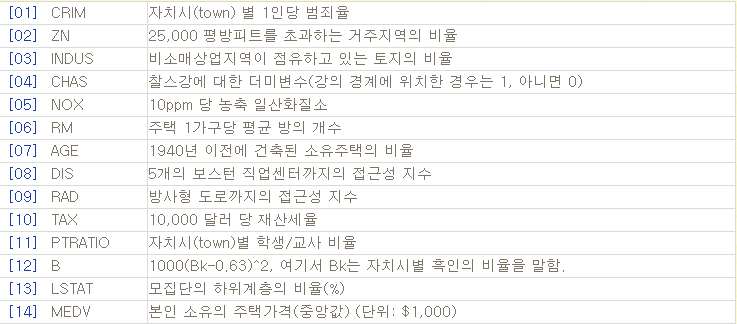 [01] CRIM 자치시(town) 별 1인당 범죄율
[02] ZN 25,000 평방피트를 초과하는 거주지역의 비율
[03] INDUS 비소매상업지역이 점유하고 있는 토지의 비율
[04] CHAS 찰스강에 대한 더미변수(강의 경계에 위치한 경우는 1, 아니면 0)
[05] NOX 10ppm 당 농축 일산화질소
[06] RM 주택 1가구당 평균 방의 개수
[07] AGE 1940년 이전에 건축된 소유주택의 비율
[08] DIS 5개의 보스턴 직업센터까지의 접근성 지수
[09] RAD 방사형 도로까지의 접근성 지수
[10] TAX 10,000 달러 당 재산세율
[11] PTRATIO 자치시(town)별 학생/교사 비율
[12] B 1000(Bk-0.63)^2, 여기서 Bk는 자치시별 흑인의 비율을 말함.
[13] LSTAT 모집단의 하위계층의 비율(%)
[14] MEDV 본인 소유의 주택가격(중앙값) (단위: $1,000)